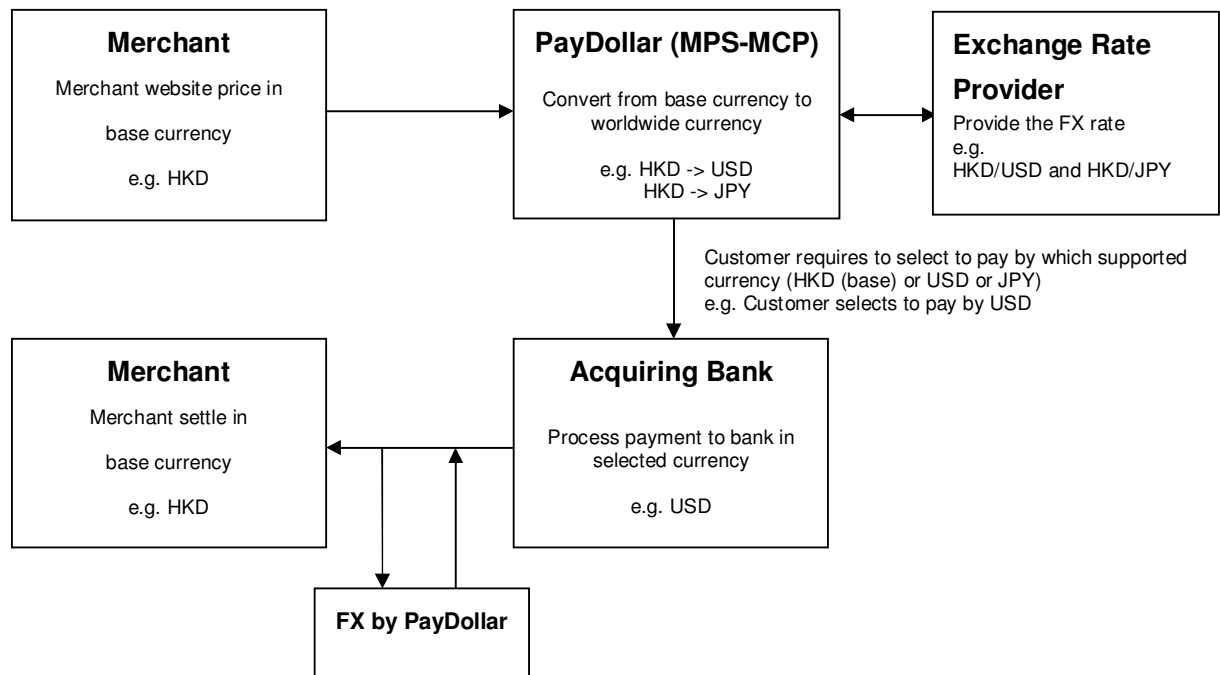 Merchant
Merchant website price in
base currency
e.g. HKD
PayDollar (MPS-MCP)
Convert from base currency to
worldwide currency
e.g. HKD -> USD
HKD -> JPY
Exchange Rate
Provider
Provide the FX rate
e.g.
HKD/USD and HKD/JPY
Customer requires to select to pay by which supported
currency (HKD (base) or USD or JPY)
e.g. Customer selects to pay by USD
Merchant
Merchant settle in
base currency
e.g. HKD
Acquiring Bank
Process payment to bank in
selected currency
e.g. USD
FX by PayDollar